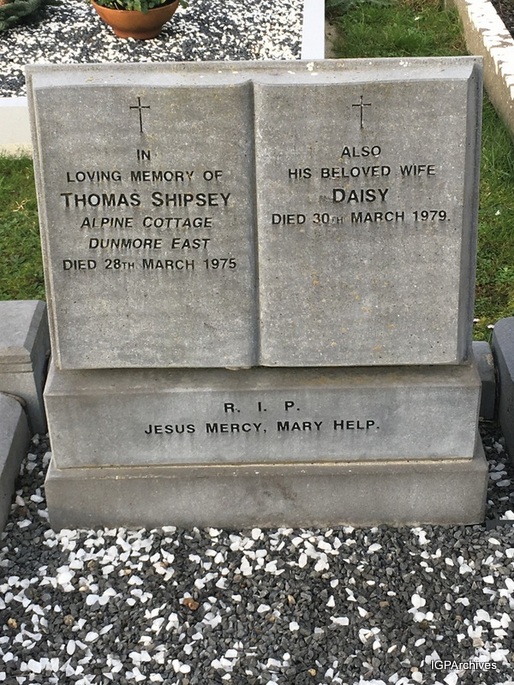 IN
LOVING MEMORY OF
THOMAS SHIPSEY
ALPINE COTTAGE
DUNMORE EAST
DIED 28TH MARCH 1975
ALSO
HIS BELOVED WIFE
DAISY
DIED 30TH MARCH 1979.
R. I. P.
JESUS MERCY, MARY HELP.
IGPArchives